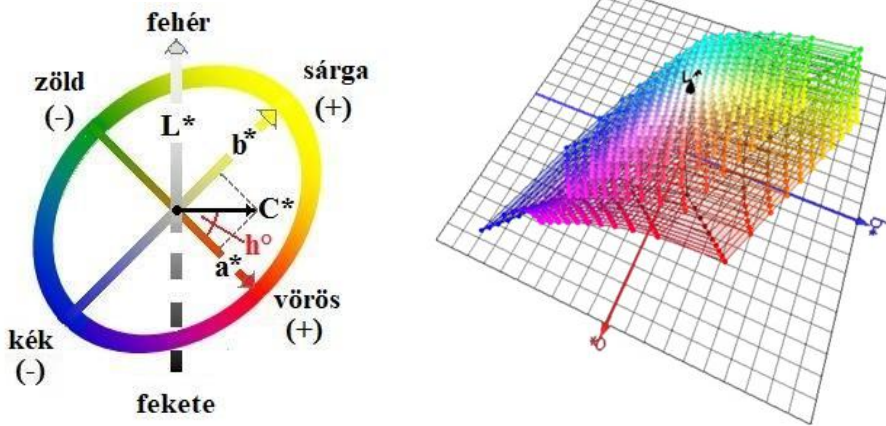 fehér
zöld
(-)
sárga
(+)
L*
b*
C*
h°
a*
vörös
(+)
kék
(-)
fekete
L*
b*
a*